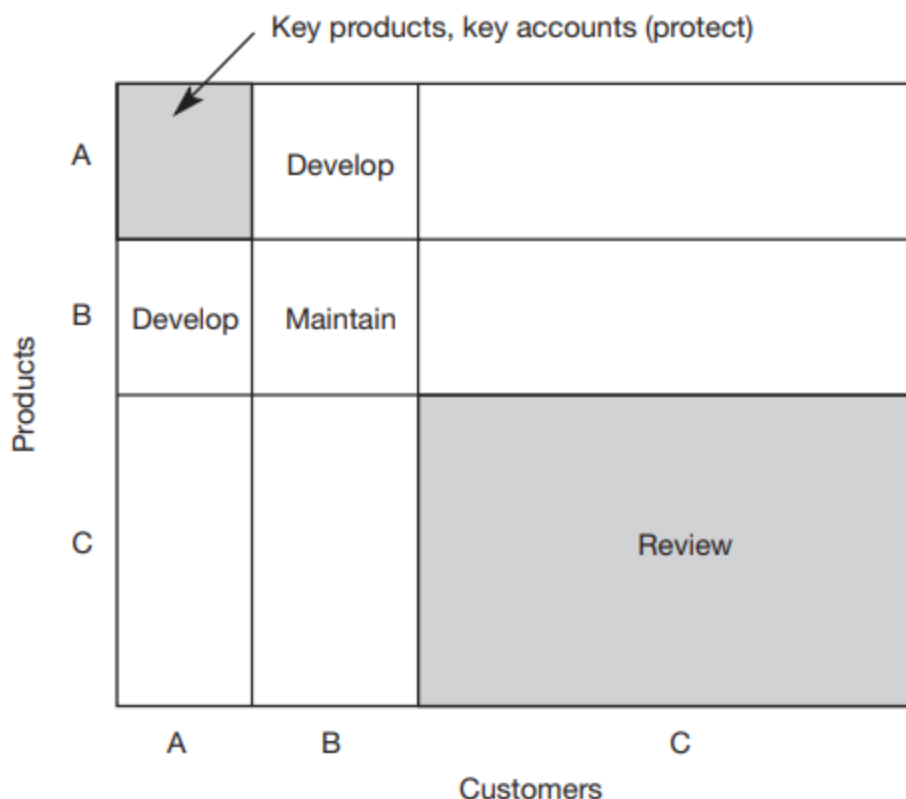 Key products, key accounts (protect)
A
Develop
B
Develop
Maintain
Products
C
Review
A
B
C
Customers